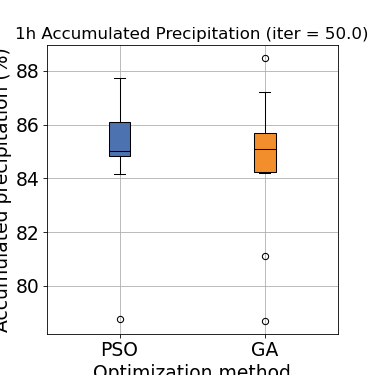 1h Accumulated Precipitation (iter = 50.0)
Accumulated precipitation (%)
88
86
84
82
80
PSO
GA
Optimization method